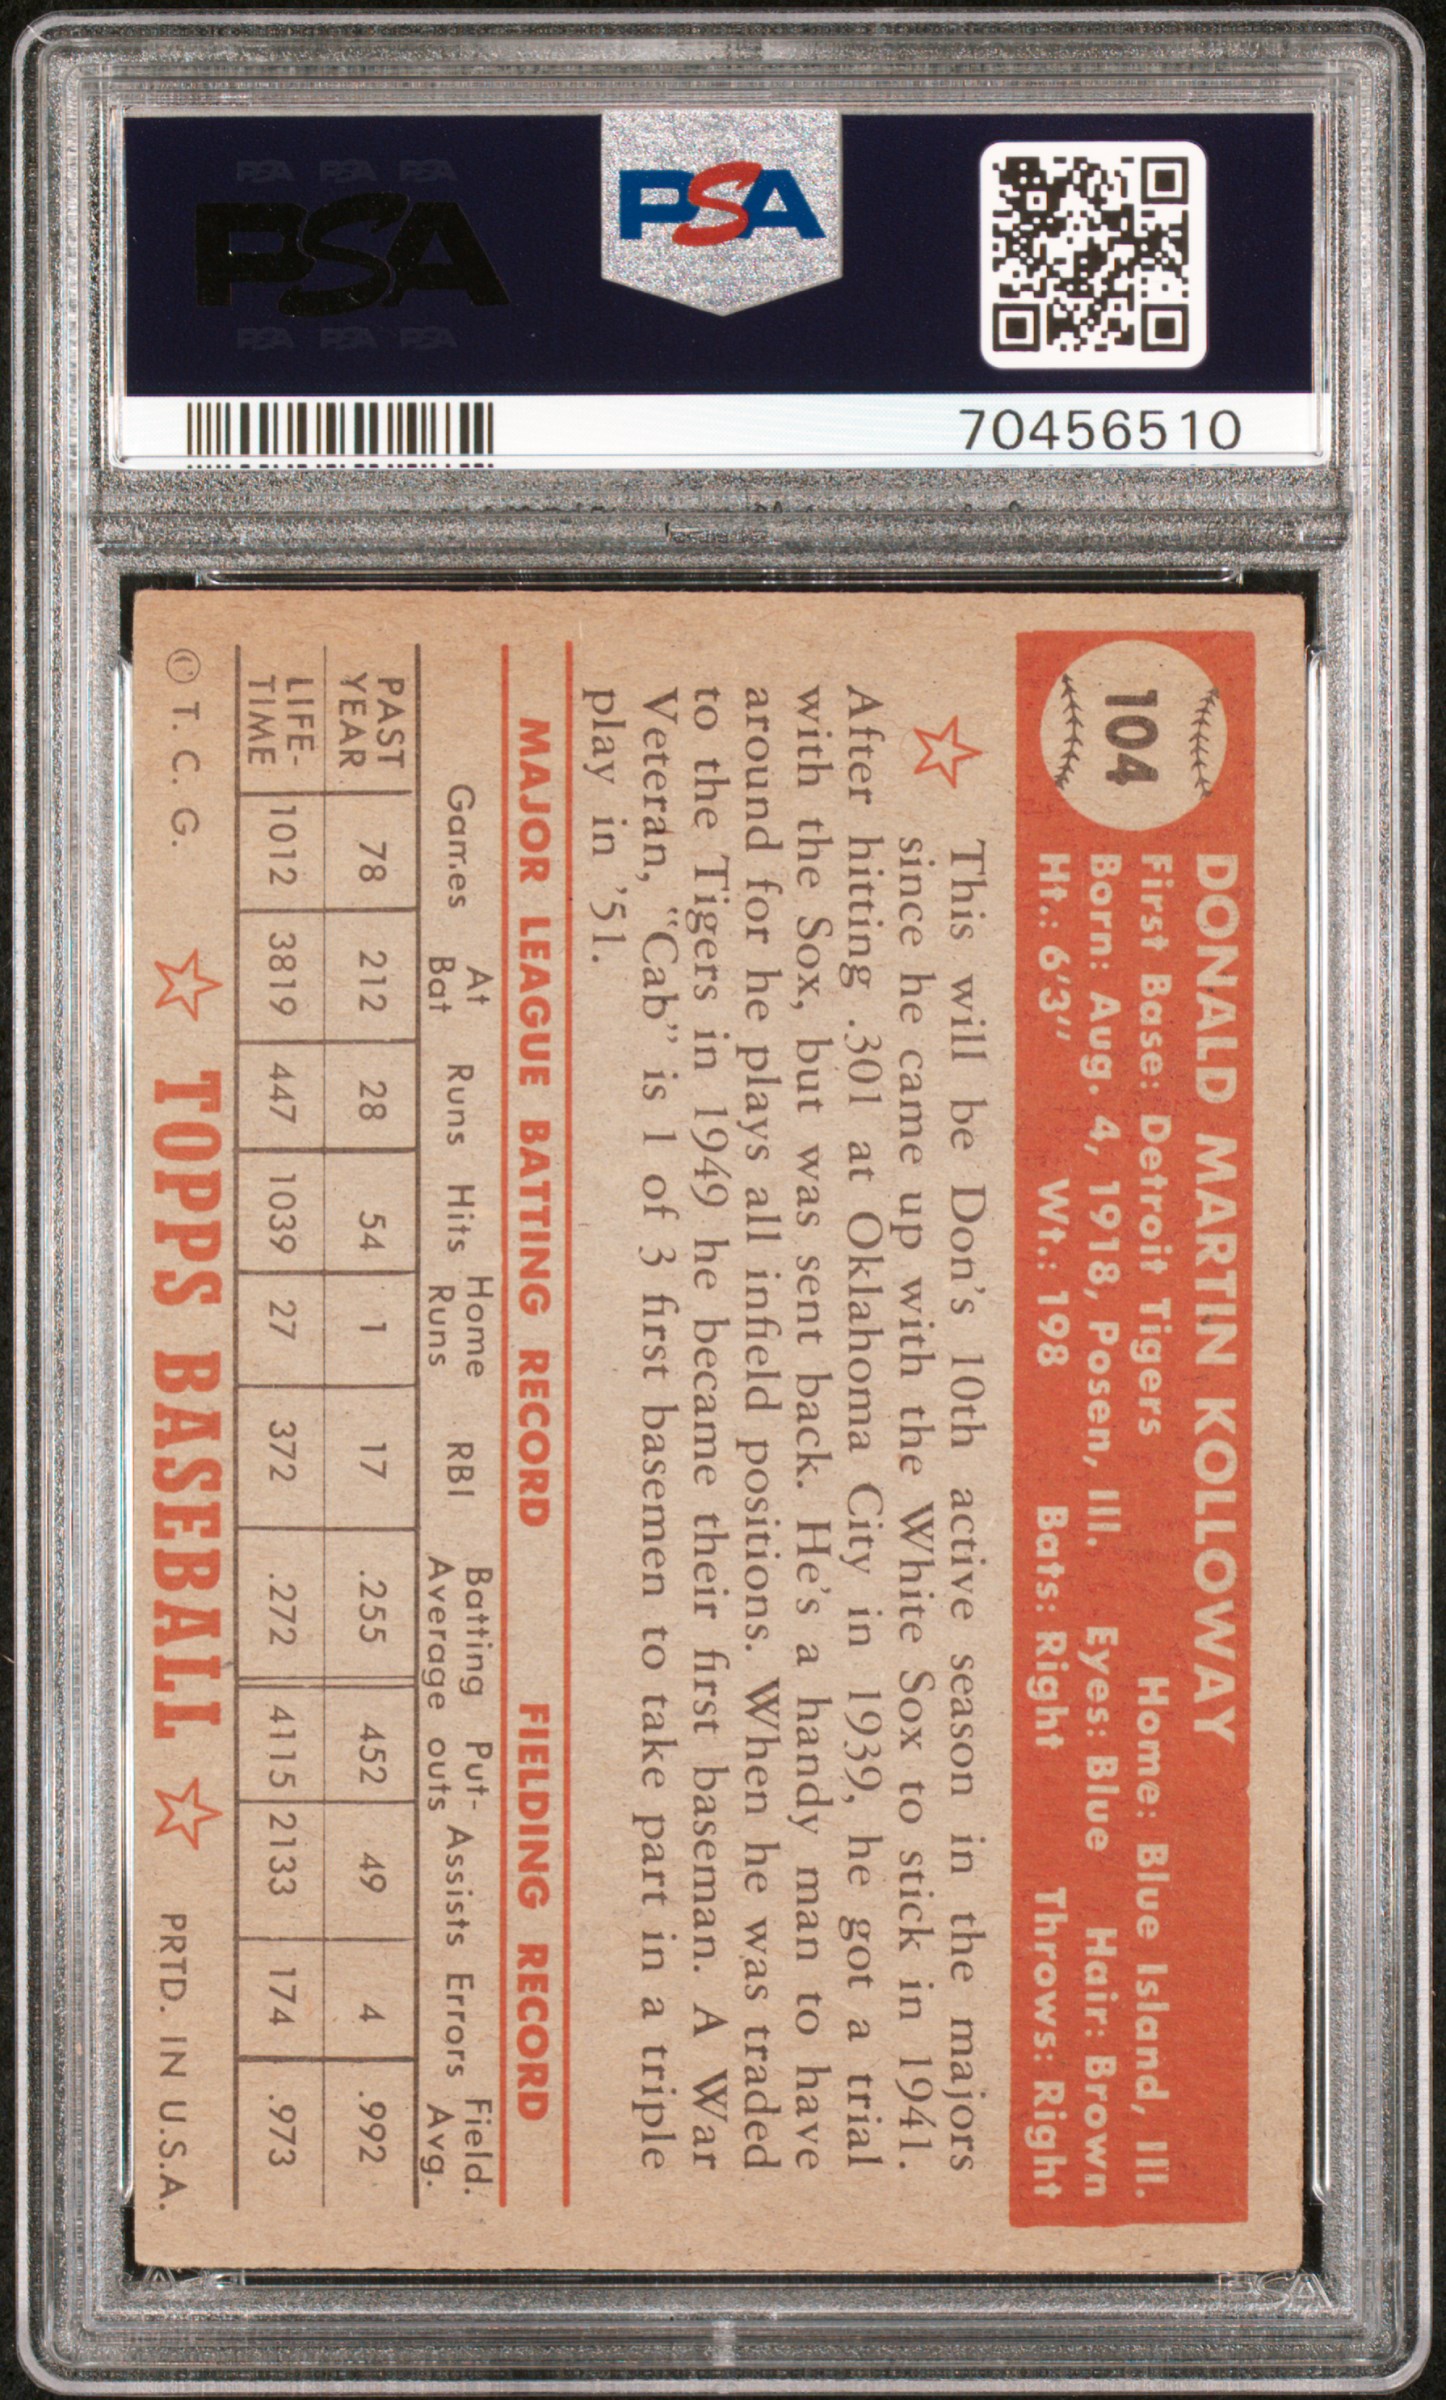 PSA PSA PSA
PSA
PSA PSA PSA
PSA
70456510
104
DONALD MARTIN KOLLOWAY
First Base: Detroit Tigers Home: Blue Island, Ill.
Born: Aug. 4, 1918, Posen, Ill. Eyes: Blue Hair: Brown
Ht.: 6'3" Wt.: 198 Bats: Right Throws: Right
This will be Don's 10th active season in the majors
since he came up with the White Sox to stick in 1941.
After hitting .301 at Oklahoma City in 1939, he got a trial
with the Sox, but was sent back. He's a handy man to have
around for he plays all infield positions. When he was traded
to the Tigers in 1949 he became their first baseman. A War
Veteran, "Cab" is 1 of 3 first basemen to take part in a triple
play in '51.
MAJOR LEAGUE BATTING RECORD FIELDING RECORD
Games At Bat Runs Hits Home Runs RBI Batting Average Put-outs Assists Errors Field. Avg.
PAST YEAR 78 212 28 54 1 17 .255 452 49 4 .992
LIFE-TIME 1012 3819 447 1039 27 372 .272 4115 2133 174 .973
© T. C. G. TOPPS BASEBALL PRTD. IN U.S.A.
PSA